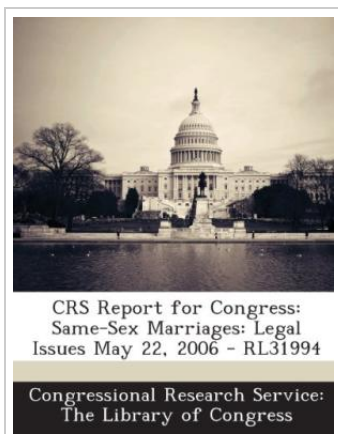 CRS Report for Congress:
Same-Sex Marriages: Legal
Issues May 22, 2006 - RL31994
Congressional Research Service:
The Library of Congress